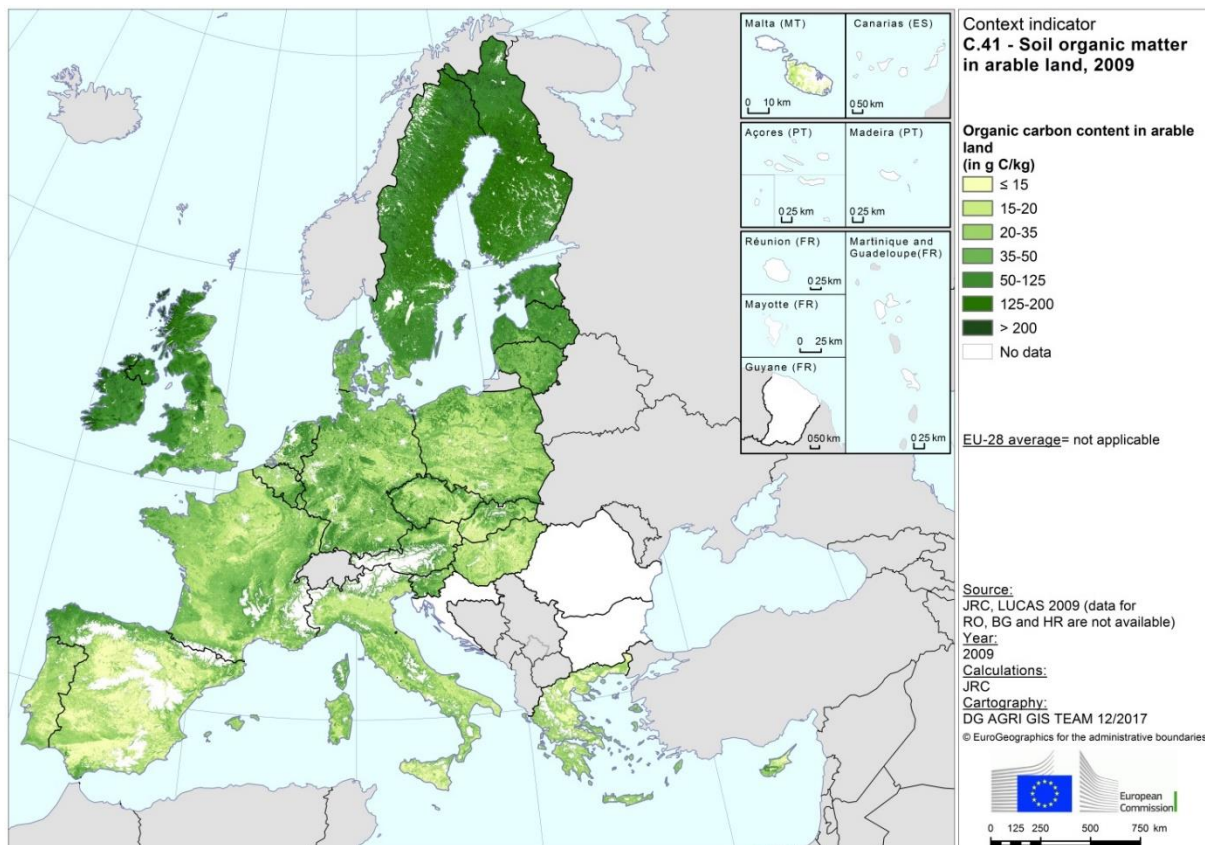 Malta (MT)
0 10 km
Canarias (ES)
0 50 km
Açores (PT)
0 25 km
Madeira (PT)
0 25 km
Réunion (FR)
0 25 km
Martinique and
Guadeloupe(FR)
Mayotte (FR)
0 25 km
Guyane (FR)
0 50 km
0 25 km
Context indicator
C.41 - Soil organic matter
in arable land, 2009
Organic carbon content in arable
land
(in g C/kg)
≤ 15
15-20
20-35
35-50
50-125
125-200
> 200
No data
EU-28 average= not applicable
Source:
JRC, LUCAS 2009 (data for
RO, BG and HR are not available)
Year:
2009
Calculations:
JRC
Cartography:
DG AGRI GIS TEAM 12/2017
© EuroGeographics for the administrative boundaries
European
Commission
0 125 250 500 750 km